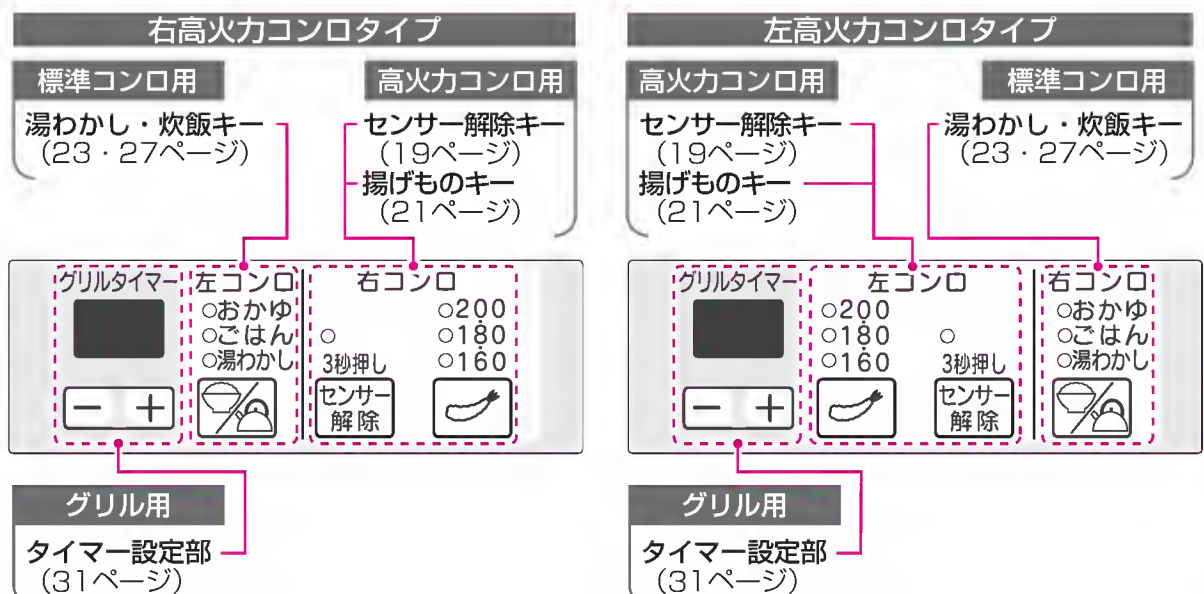 右高火力コンロタイプ
標準コンロ用
高火力コンロ用
湯わかし・炊飯キー
(23・27ページ)
センサー解除キー
(19ページ)
揚げものキー
(21ページ)
グリルタイマー
左コンロ
右コンロ
おかゆ
ごはん
湯わかし
200
180
160
3秒押し
センサー
解除
− +
グリル用
タイマー設定部
(31ページ)
左高火力コンロタイプ
高火力コンロ用
標準コンロ用
センサー解除キー
(19ページ)
揚げものキー
(21ページ)
湯わかし・炊飯キー
(23・27ページ)
グリルタイマー
左コンロ
右コンロ
200
180
160
3秒押し
センサー
解除
おかゆ
ごはん
湯わかし
− +
グリル用
タイマー設定部
(31ページ)